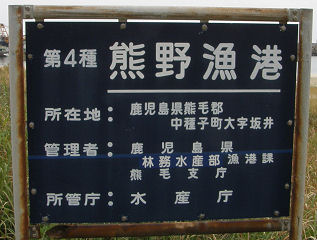 第4種 熊野漁港
所在地： 鹿児島県熊毛郡
中種子町大字坂井
管理者： 鹿児島県
林務水産部漁港課
熊毛支庁
所管庁： 水産庁